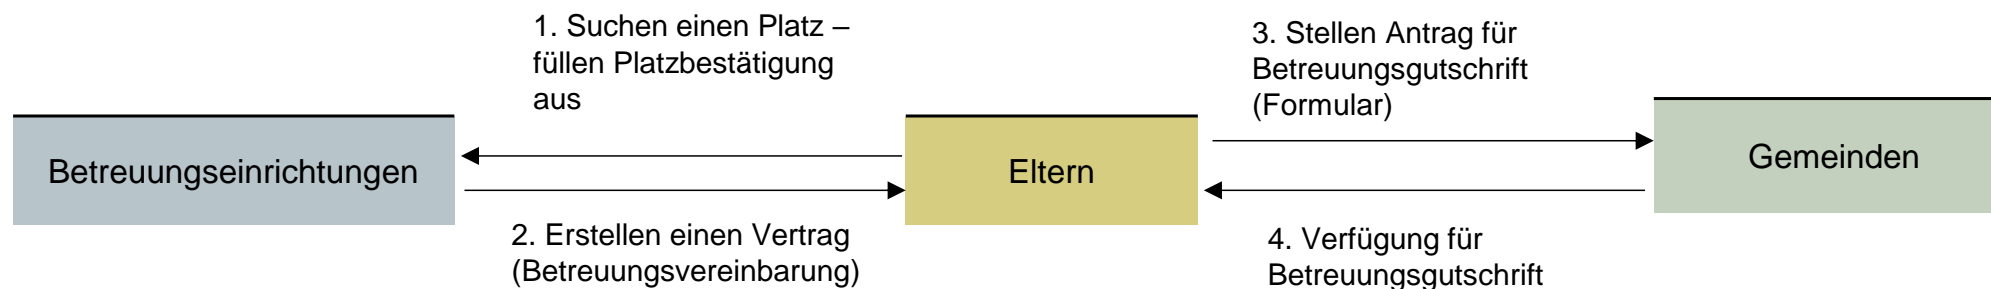 1. Suchen einen Platz –
füllen Platzbestätigung
aus
3. Stellen Antrag für
Betreuungsgutschrift
(Formular)
Betreuungseinrichtungen
Eltern
Gemeinden
2. Erstellen einen Vertrag
(Betreuungsvereinbarung)
4. Verfügung für
Betreuungsgutschrift